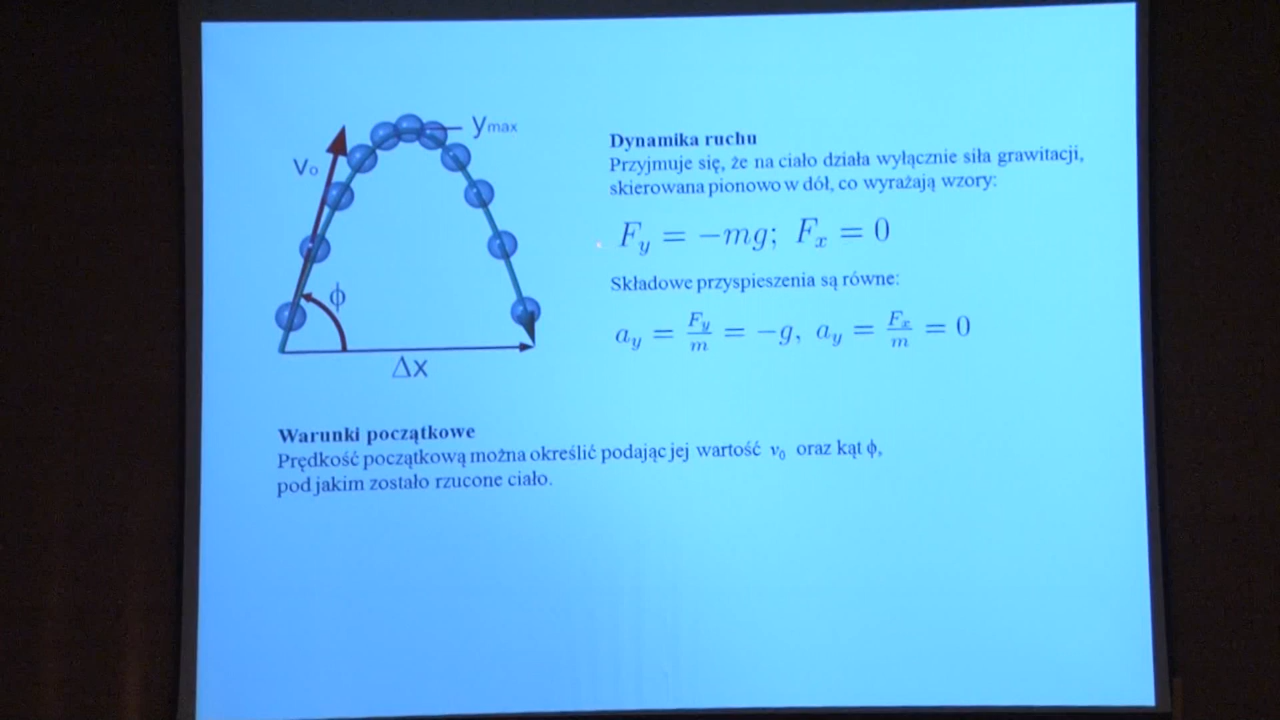 Vo
ymax
ϕ
Δx
Dynamika ruchu
Przyjmuje się, że na ciało działa wyłącznie siła grawitacji,
skierowana pionowo w dół, co wyrażają wzory:
F_y = −mg; F_x = 0
Składowe przyspieszenia są równe:
a_y = F_y/m = −g, a_y = F_x/m = 0
Warunki początkowe
Prędkość początkową można określić podając jej wartość v₀ oraz kąt ϕ,
pod jakim zostało rzucone ciało.